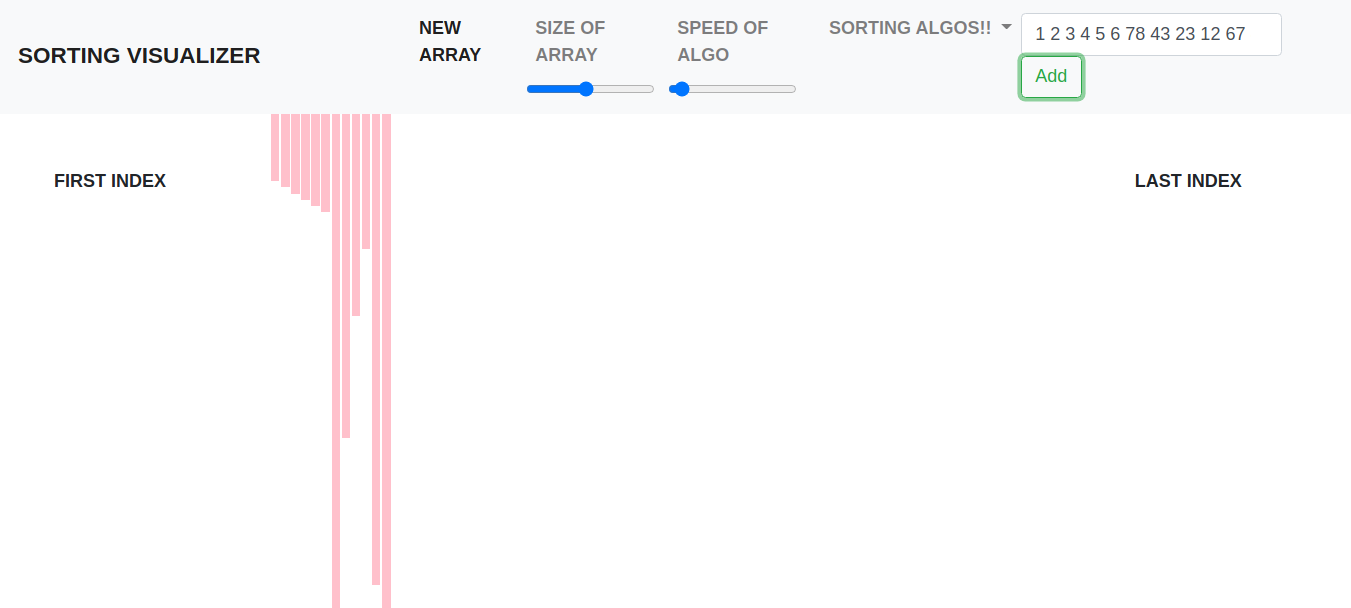 SORTING VISUALIZER
NEW
ARRAY
SIZE OF
ARRAY
SPEED OF
ALGO
SORTING ALGOS!!
1 2 3 4 5 6 78 43 23 12 67
Add
FIRST INDEX
LAST INDEX